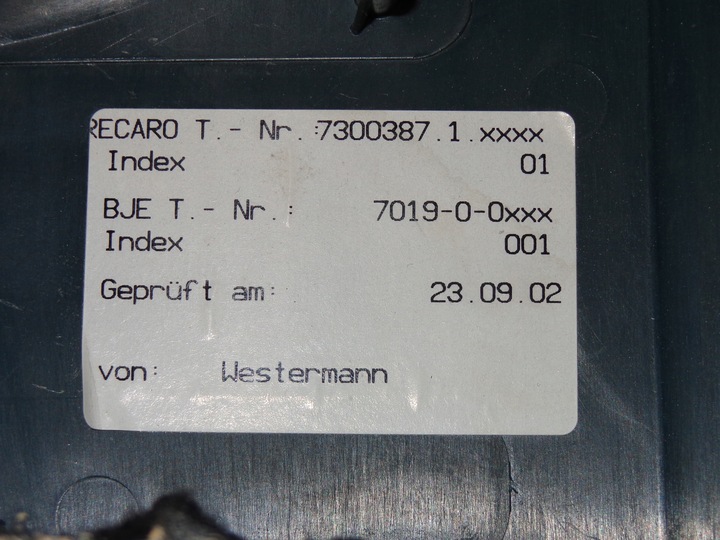 RECARO T.- Nr.:7300387.1.xxxx
Index 01
BJE T.- Nr.: 7019-0-0xxx
Index 001
Geprüft am: 23.09.02
von: Westermann